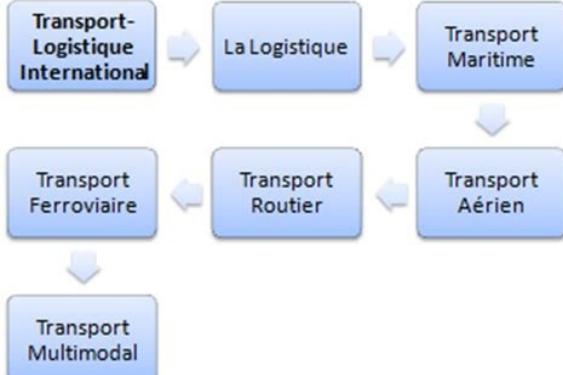 Transport-
Logistique
International
La Logistique
Transport
Maritime
Transport
Aérien
Transport
Routier
Transport
Ferroviaire
Transport
Multimodal